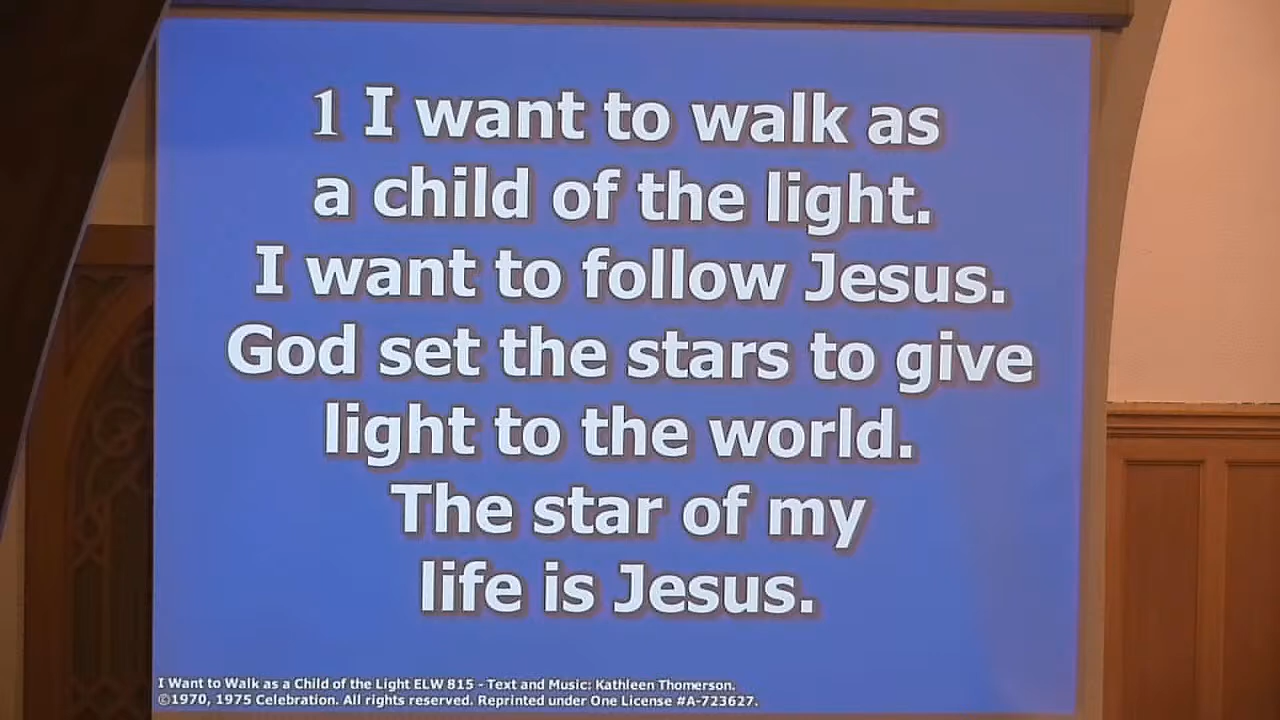 1 I want to walk as
a child of the light.
I want to follow Jesus.
God set the stars to give
light to the world.
The star of my
life is Jesus.
I Want to Walk as a Child of the Light ELW 815 - Text and Music: Kathleen Thomerson.
©1970, 1975 Celebration. All rights reserved. Reprinted under One License #A-723627.